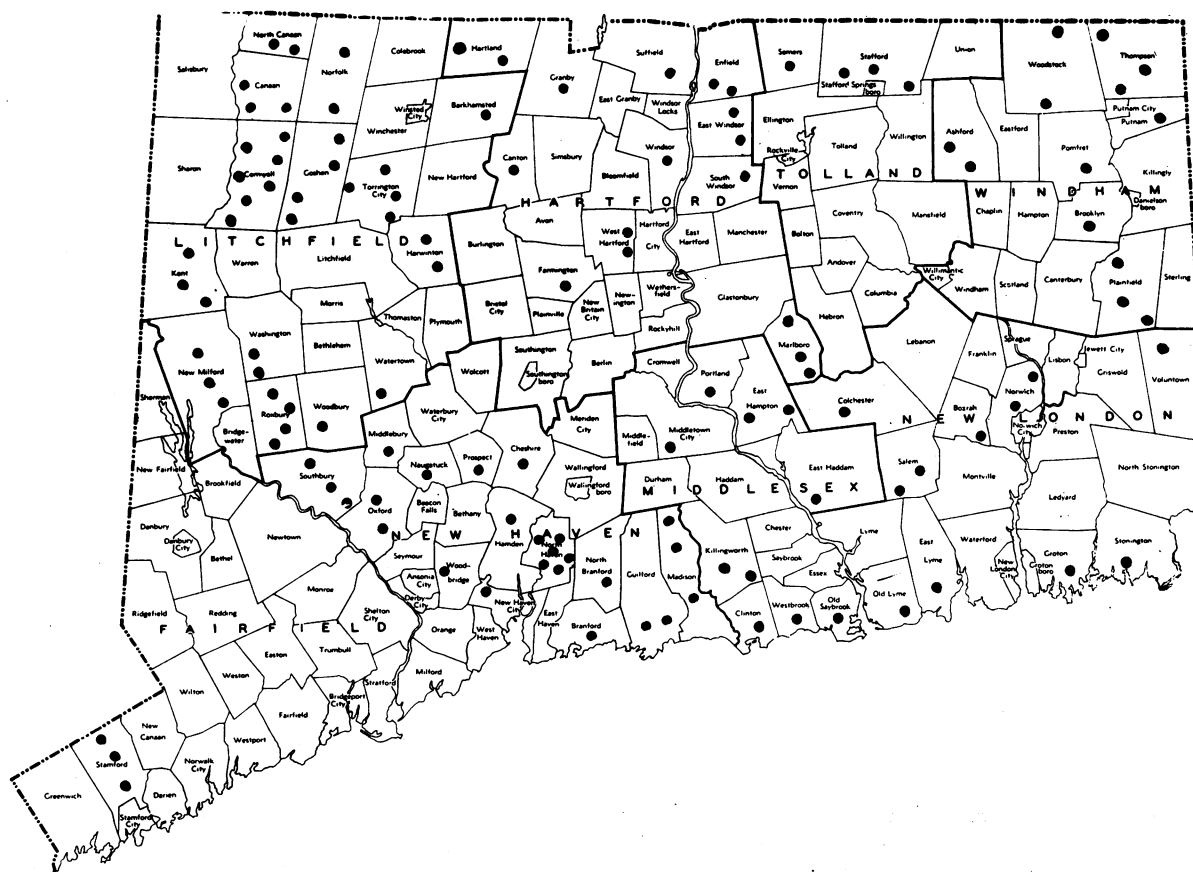 North Canaan
Colebrook
Hartland
Suffield
Enfield
Somers
Stafford
Union
Woodstock
Thompson
Salisbury
Canaan
Norfolk
Granby
East Granby
Windsor
Locks
Stafford Springs
boro
Winsted
City
Barkhamsted
East Windsor
Ellington
Putnam City
Putnam
Winchester
Windsor
Rockville
City
Tolland
Willington
Ashford
Eastford
Pomfret
Sharon
Cornwall
Goshen
Torrington
City
New Hartford
Canton
Simsbury
Bloomfield
South
Windsor
Vernon
TOLLAND
Killingly
WINDHAM
Danielson
boro
HARTFORD
Avon
West
Hartford
Hartford
City
East
Hartford
Manchester
Bolton
Coventry
Mansfield
Chaplin
Hampton
Brooklyn
LITCHFIELD
Warren
Litchfield
Harwinton
Burlington
Kent
Farmington
Andover
Willimantic
City
Windham
Scotland
Canterbury
Plainfield
Sterling
Morris
Thomaston
Plymouth
Bristol
City
Plainville
New
Britain
City
New-
ington
Wethers-
field
Rockyhill
Glastonbury
Hebron
Columbia
Lebanon
Washington
Bethlehem
Watertown
Wolcott
Southington
Southington
boro
Berlin
Cromwell
Marlboro
Franklin
Sprague
Lisbon
Jewett City
Griswold
Voluntown
New Milford
Sherman
Bridge-
water
Roxbury
Woodbury
Middlebury
Waterbury
City
Meriden
City
Portland
East
Hampton
Colchester
Bozrah
Norwich
Norwich
City
Preston
NEW LONDON
New Fairfield
Brookfield
Southbury
Naugatuck
Prospect
Cheshire
Wallingford
Wallingford
boro
Middle-
field
Middletown
City
Durham
Haddam
East Haddam
MIDDLESEX
Salem
Montville
North Stonington
Ledyard
Danbury
Danbury
City
Bethel
Newtown
Oxford
Beacon
Falls
Bethany
NEW HAVEN
Seymour
Hamden
North
Haven
Wood-
bridge
Ansonia
City
Derby
City
North
Branford
Guilford
Madison
Killingworth
Chester
Saybrook
Essex
Lyme
East
Lyme
Waterford
New
London
City
Groton
boro
Groton
Stonington
Ridgefield
Redding
Monroe
Shelton
City
FAIRFIELD
Orange
West
Haven
New Haven
City
East
Haven
Branford
Clinton
Westbrook
Old
Saybrook
Old Lyme
Easton
Trumbull
Weston
Wilton
Stratford
Milford
Bridgeport
City
Fairfield
New
Canaan
Westport
Norwalk
City
Stamford
Darien
Greenwich
Stamford
City